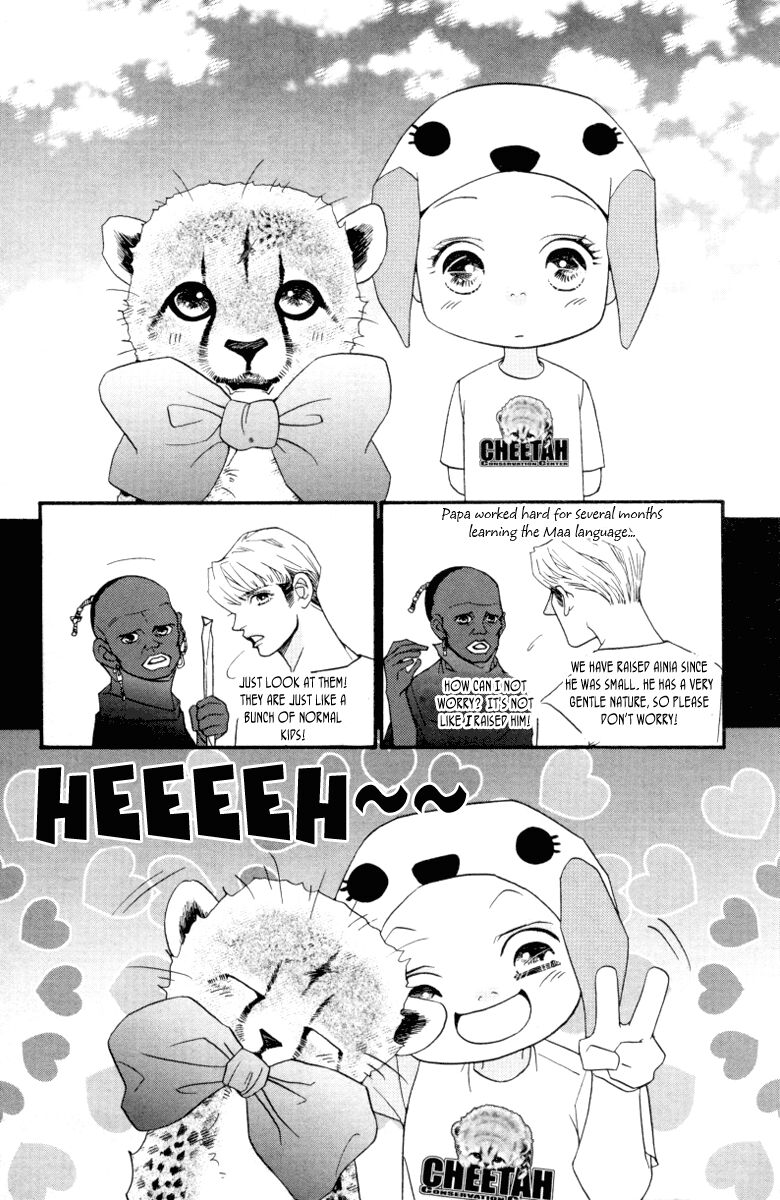 CHEETAH
CONSERVATION CENTER
JUST LOOK AT THEM!
THEY ARE JUST LIKE A
BUNCH OF NORMAL
KIDS!
Papa worked hard for several months
learning the Maa language...
HOW CAN I NOT
WORRY? IT'S NOT
LIKE I RAISED HIM!
WE HAVE RAISED AINIA SINCE
HE WAS SMALL. HE HAS A VERY
GENTLE NATURE, SO PLEASE
DON'T WORRY!
HEEEEH~~
CHEETAH
CONSERVATION CENTER